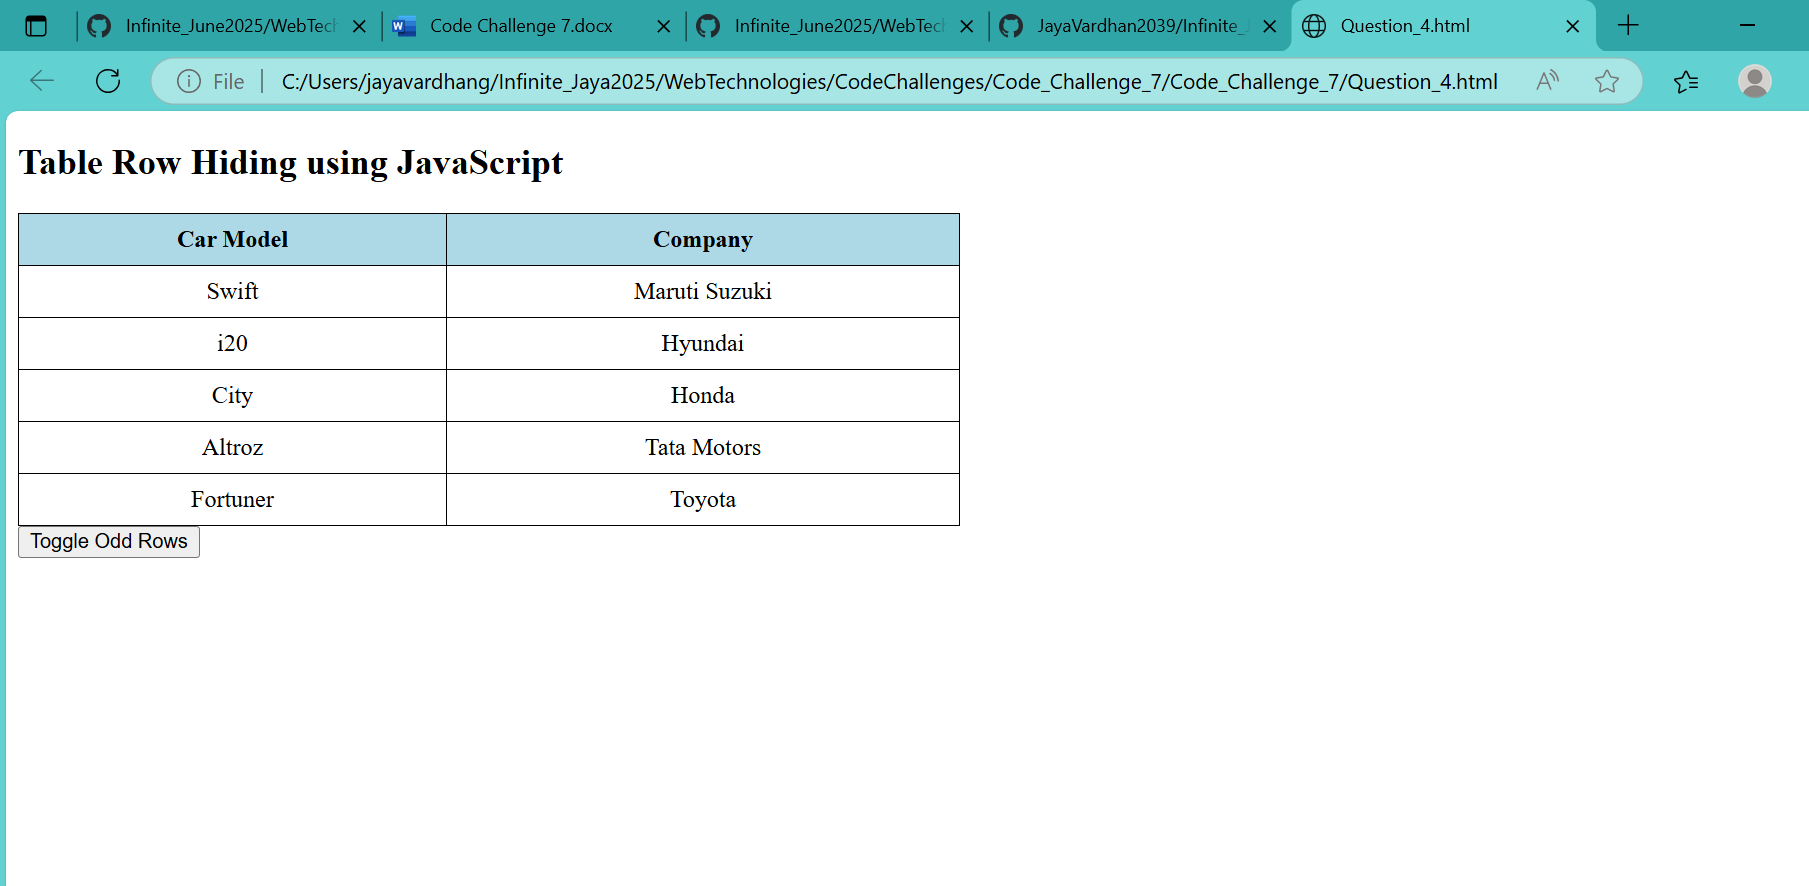 Infinite_June2025/WebTech Code Challenge 7.docx Infinite_June2025/WebTec JayaVardhan2039/Infinite_ Question_4.html
File C:/Users/jayavardhang/Infinite_Jaya2025/WebTechnologies/CodeChallenges/Code_Challenge_7/Code_Challenge_7/Question_4.html
Table Row Hiding using JavaScript
Car Model Company
Swift Maruti Suzuki
i20 Hyundai
City Honda
Altroz Tata Motors
Fortuner Toyota
Toggle Odd Rows